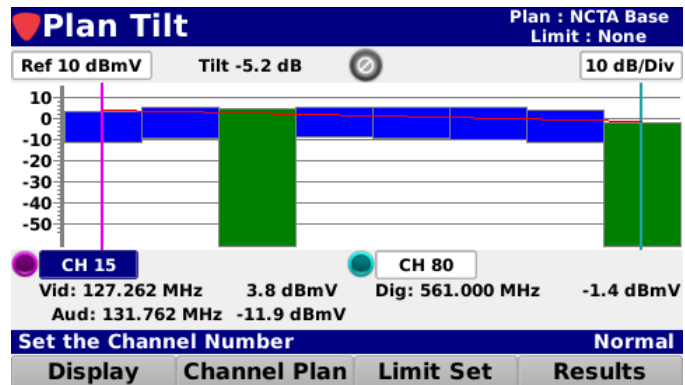 Plan Tilt
Plan : NCTA Base
Limit : None
Ref 10 dBmV
Tilt -5.2 dB
10 dB/Div
10
0
-10
-20
-30
-40
-50
CH 15
CH 80
Vid: 127.262 MHz 3.8 dBmV
Dig: 561.000 MHz -1.4 dBmV
Aud: 131.762 MHz -11.9 dBmV
Set the Channel Number
Normal
Display
Channel Plan
Limit Set
Results